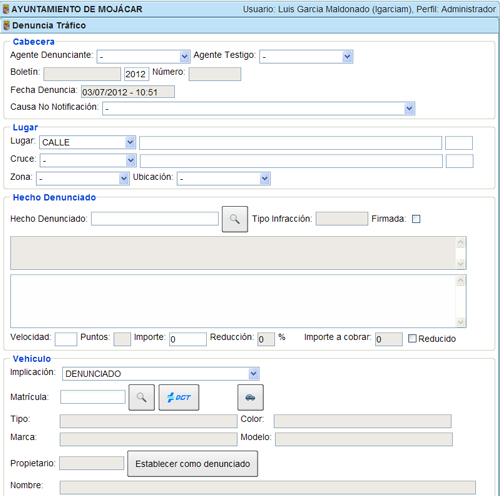 AYUNTAMIENTO DE MOJÁCAR Usuario: Luis Garcia Maldonado (lgarciam), Perfil: Administrador
Denuncia Tráfico
Cabecera
Agente Denunciante: - Agente Testigo: -
Boletín: 2012 Número:
Fecha Denuncia: 03/07/2012 - 10:51
Causa No Notificación: -
Lugar
Lugar: CALLE
Cruce: -
Zona: - Ubicación: -
Hecho Denunciado
Hecho Denunciado: Tipo Infracción: Firmada:
Velocidad: Puntos: Importe: 0 Reducción: 0 % Importe a cobrar: 0 Reducido
Vehículo
Implicación: DENUNCIADO
Matrícula: DGT
Tipo: Color:
Marca: Modelo:
Propietario: Establecer como denunciado
Nombre: